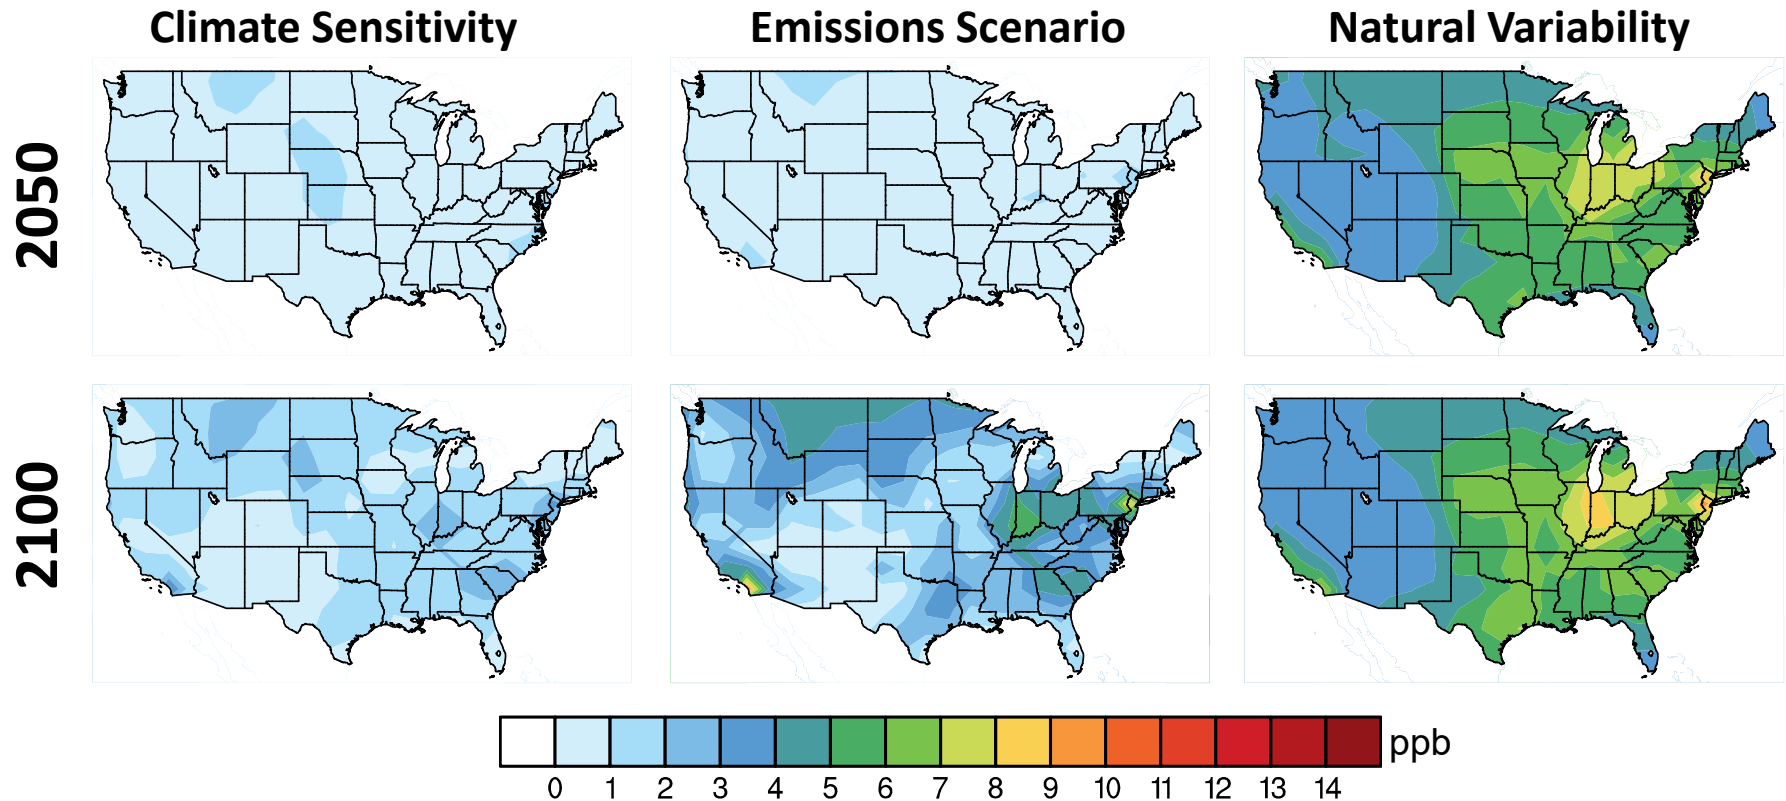 Climate Sensitivity Emissions Scenario Natural Variability
2050
2100
ppb
0 1 2 3 4 5 6 7 8 9 10 11 12 13 14